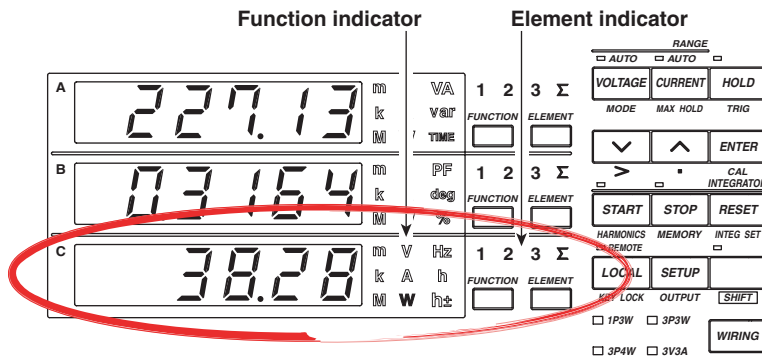 Function indicator
Element indicator
A
227.13
m VA
k var
M TIME
1 2 3 Σ
FUNCTION ELEMENT
B
03164
m PF
k deg
M %
1 2 3 Σ
FUNCTION ELEMENT
C
38.28
m V Hz
k A h
M W h±
1 2 3 Σ
FUNCTION ELEMENT
RANGE
AUTO AUTO
VOLTAGE CURRENT HOLD
MODE MAX HOLD TRIG
ENTER
> . CAL
INTEGRATOR
START STOP RESET
HARMONICS MEMORY INTEG SET
REMOTE
LOCAL SETUP
KEY LOCK OUTPUT SHIFT
1P3W 3P3W
WIRING
3P4W 3V3A